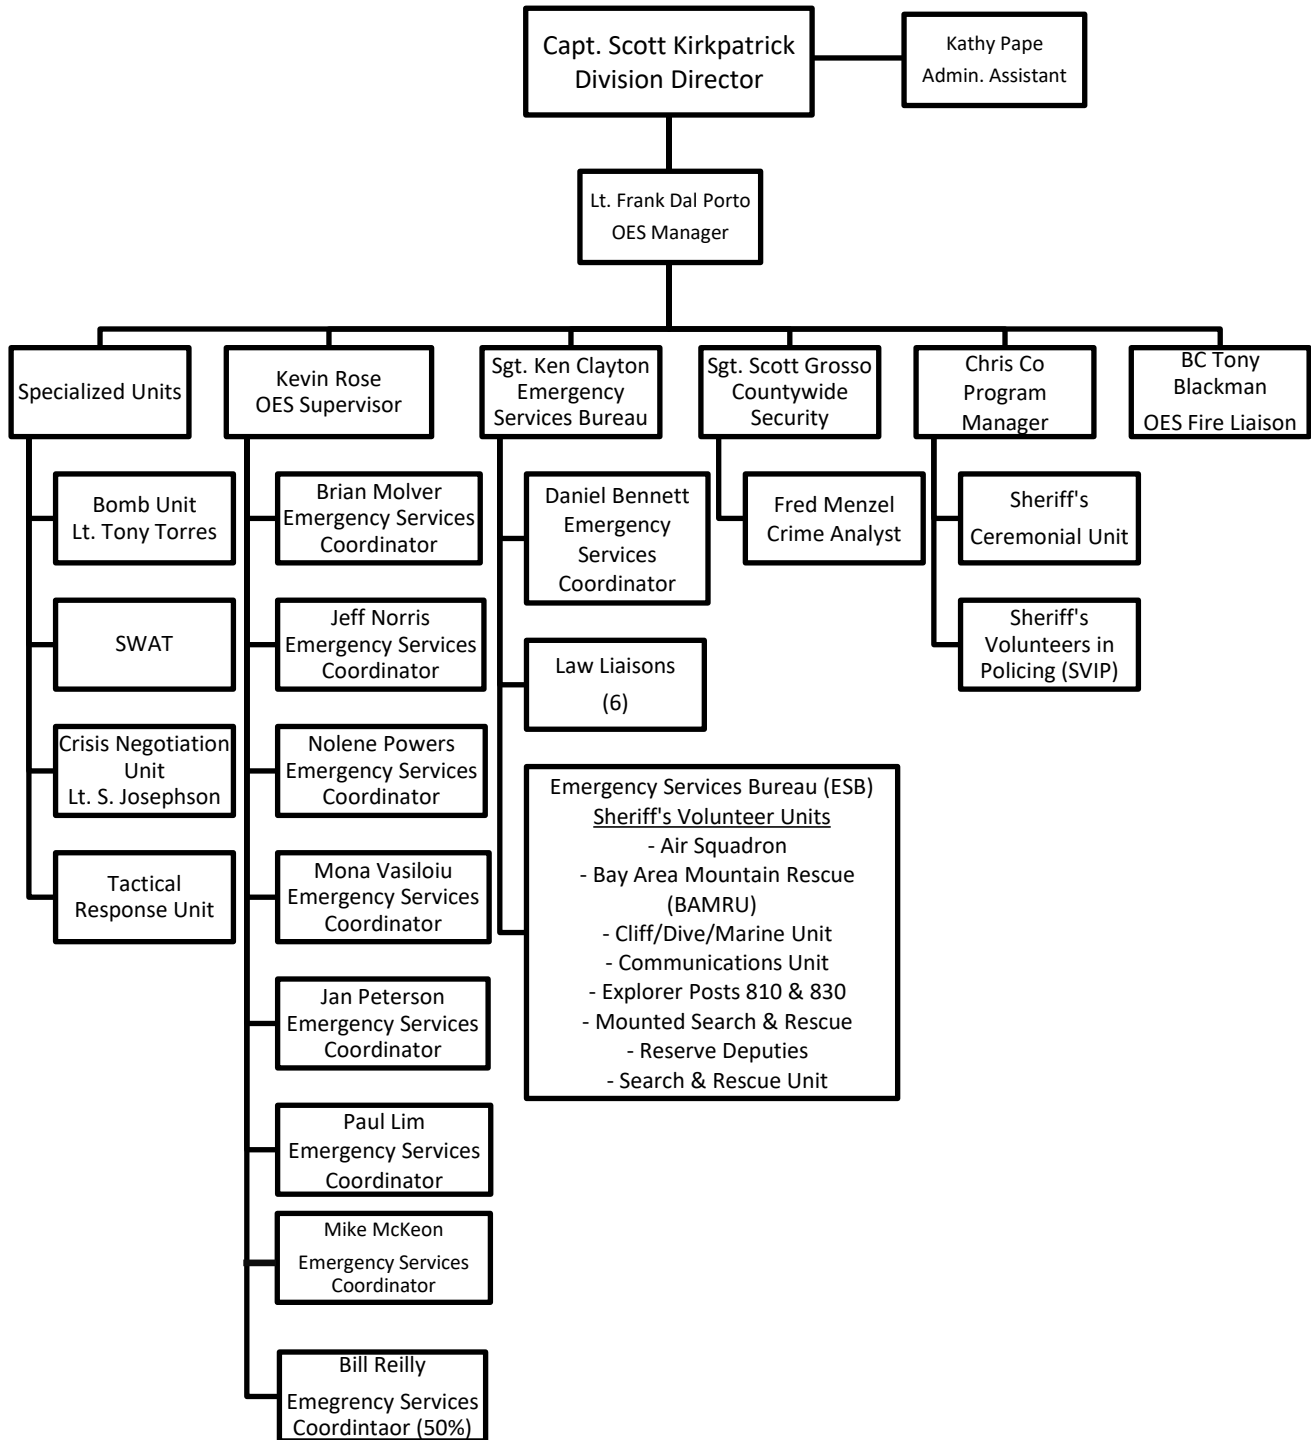 Capt. Scott Kirkpatrick
Division Director
Kathy Pape
Admin. Assistant
Lt. Frank Dal Porto
OES Manager
Specialized Units
Kevin Rose
OES Supervisor
Sgt. Ken Clayton
Emergency
Services Bureau
Sgt. Scott Grosso
Countywide
Security
Chris Co
Program
Manager
BC Tony
Blackman
OES Fire Liaison
Bomb Unit
Lt. Tony Torres
SWAT
Crisis Negotiation
Unit
Lt. S. Josephson
Tactical
Response Unit
Brian Molver
Emergency Services
Coordinator
Jeff Norris
Emergency Services
Coordinator
Nolene Powers
Emergency Services
Coordinator
Mona Vasiloiu
Emergency Services
Coordinator
Jan Peterson
Emergency Services
Coordinator
Paul Lim
Emergency Services
Coordinator
Mike McKeon
Emergency Services
Coordinator
Bill Reilly
Emegrency Services
Coordintaor (50%)
Daniel Bennett
Emergency
Services
Coordinator
Law Liaisons
(6)
Emergency Services Bureau (ESB)
Sheriff's Volunteer Units
- Air Squadron
- Bay Area Mountain Rescue
(BAMRU)
- Cliff/Dive/Marine Unit
- Communications Unit
- Explorer Posts 810 & 830
- Mounted Search & Rescue
- Reserve Deputies
- Search & Rescue Unit
Fred Menzel
Crime Analyst
Sheriff's
Ceremonial Unit
Sheriff's
Volunteers in
Policing (SVIP)